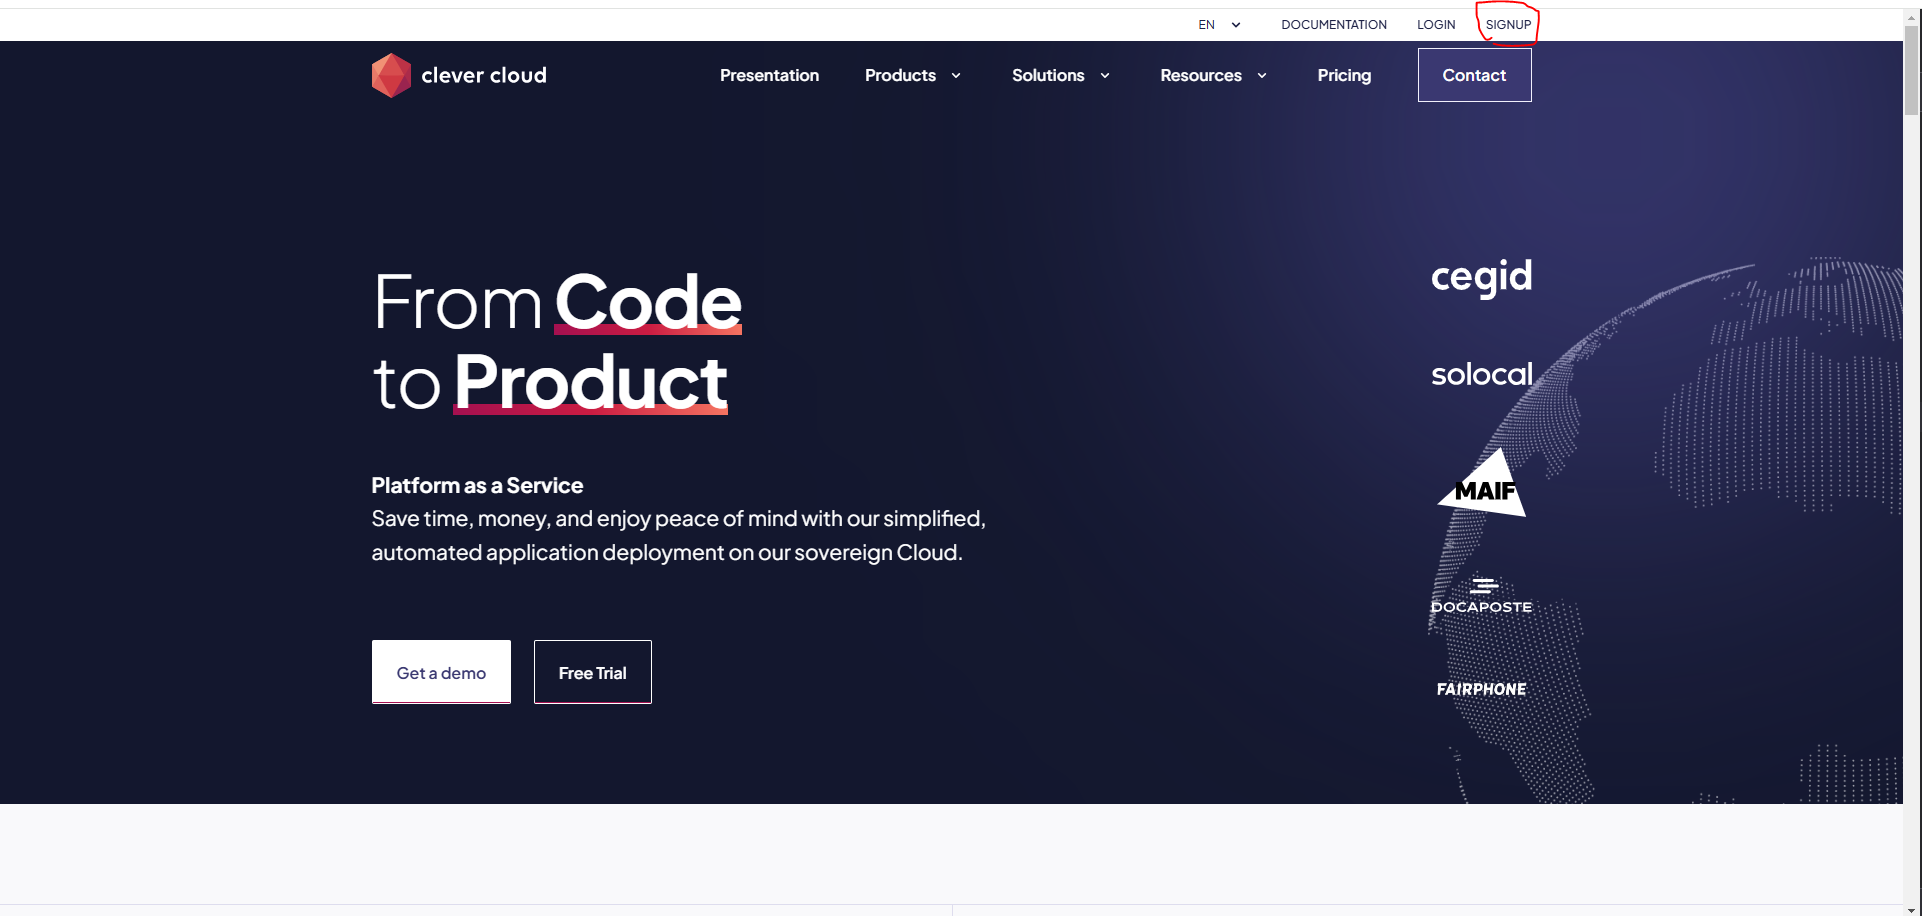 EN DOCUMENTATION LOGIN SIGNUP
clever cloud Presentation Products Solutions Resources Pricing Contact
From Code
to Product
Platform as a Service
Save time, money, and enjoy peace of mind with our simplified,
automated application deployment on our sovereign Cloud.
Get a demo Free Trial
cegid
solocal
MAIF
DOCAPOSTE
FAIRPHONE